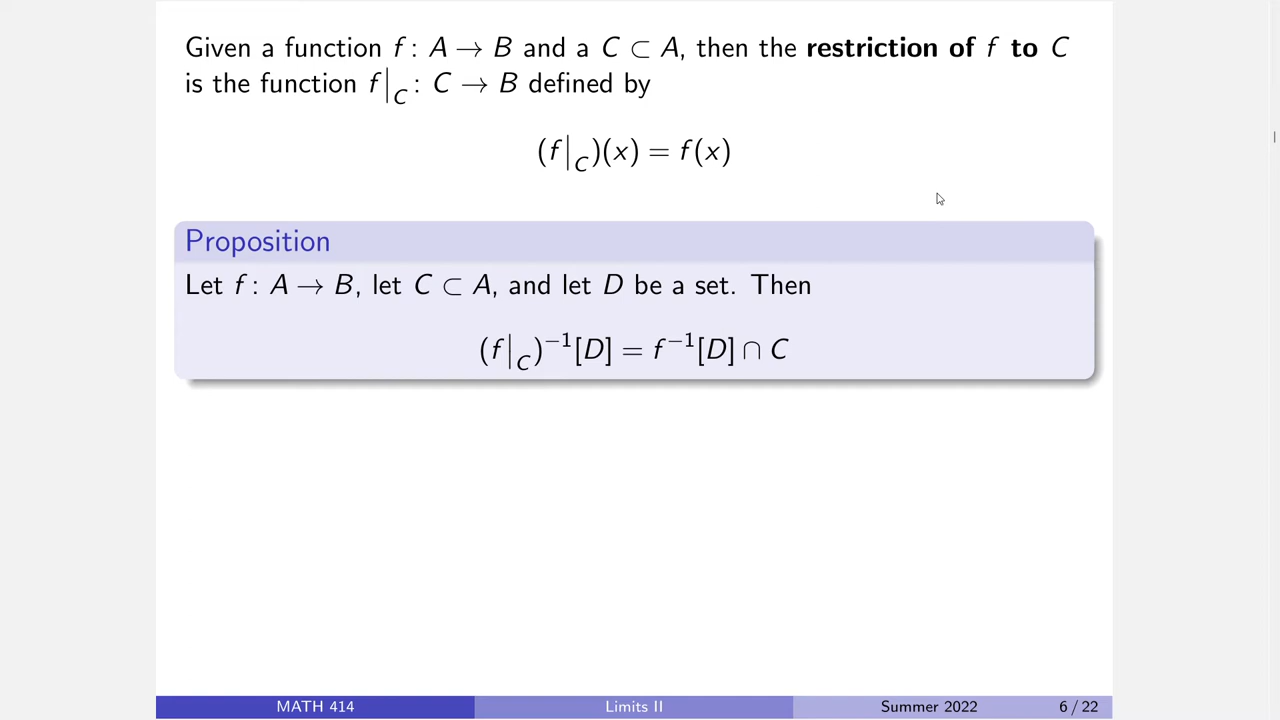 Given a function f : A → B and a C ⊂ A, then the restriction of f to C
is the function f|_C : C → B defined by
(f|_C)(x) = f(x)
Proposition
Let f : A → B, let C ⊂ A, and let D be a set. Then
(f|_C)⁻¹[D] = f⁻¹[D] ∩ C
MATH 414 Limits II Summer 2022 6 / 22